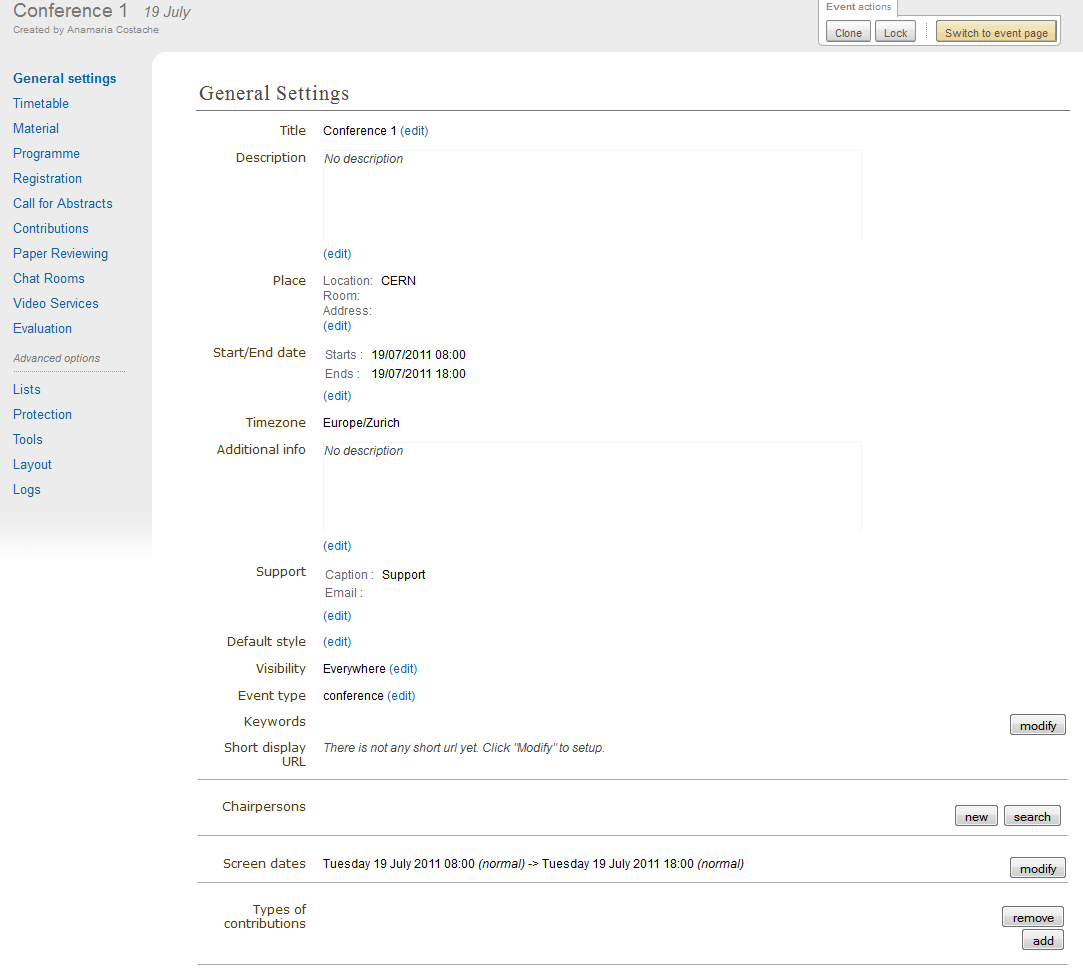 Conference 1 19 July
Created by Anamaria Costache
Event actions
Clone Lock Switch to event page
General settings
Timetable
Material
Programme
Registration
Call for Abstracts
Contributions
Paper Reviewing
Chat Rooms
Video Services
Evaluation
Advanced options
Lists
Protection
Tools
Layout
Logs
General Settings
Title Conference 1 (edit)
Description No description
(edit)
Place Location: CERN
Room:
Address:
(edit)
Start/End date Starts : 19/07/2011 08:00
Ends : 19/07/2011 18:00
(edit)
Timezone Europe/Zurich
Additional info No description
(edit)
Support Caption : Support
Email :
(edit)
Default style (edit)
Visibility Everywhere (edit)
Event type conference (edit)
Keywords
modify
Short display There is not any short url yet. Click "Modify" to setup.
URL
Chairpersons
new search
Screen dates Tuesday 19 July 2011 08:00 (normal) -> Tuesday 19 July 2011 18:00 (normal)
modify
Types of
contributions
remove
add